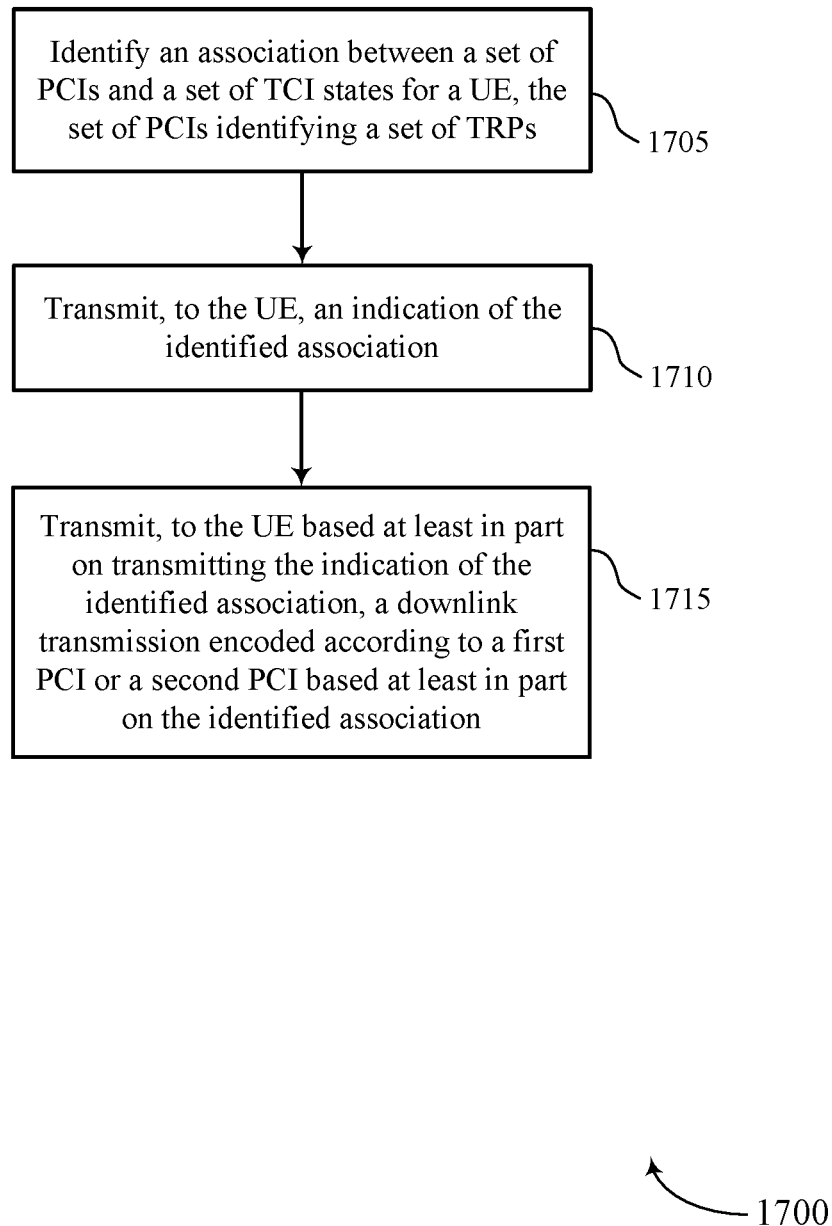 Identify an association between a set of
PCIs and a set of TCI states for a UE, the
set of PCIs identifying a set of TRPs
1705
Transmit, to the UE, an indication of the
identified association
1710
Transmit, to the UE based at least in part
on transmitting the indication of the
identified association, a downlink
transmission encoded according to a first
PCI or a second PCI based at least in part
on the identified association
1715
1700